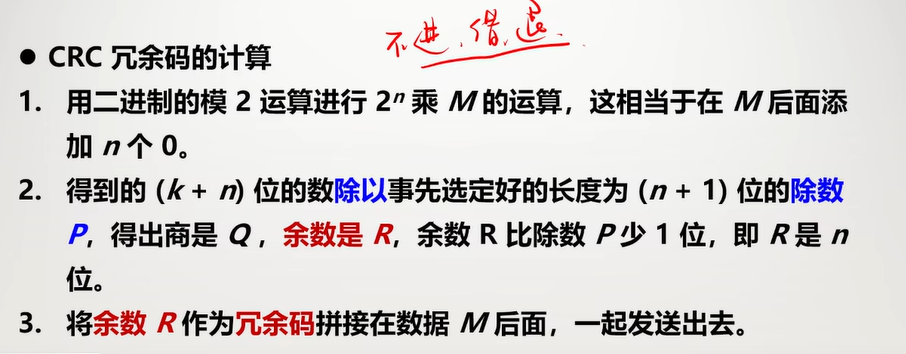 不进、借、退.
● CRC 冗余码的计算
1. 用二进制的模 2 运算进行 2ⁿ 乘 M 的运算，这相当于在 M 后面添
加 n 个 0。
2. 得到的 (k + n) 位的数除以事先选定好的长度为 (n + 1) 位的除数
P，得出商是 Q ，余数是 R，余数 R 比除数 P 少 1 位，即 R 是 n
位。
3. 将余数 R 作为冗余码拼接在数据 M 后面，一起发送出去。